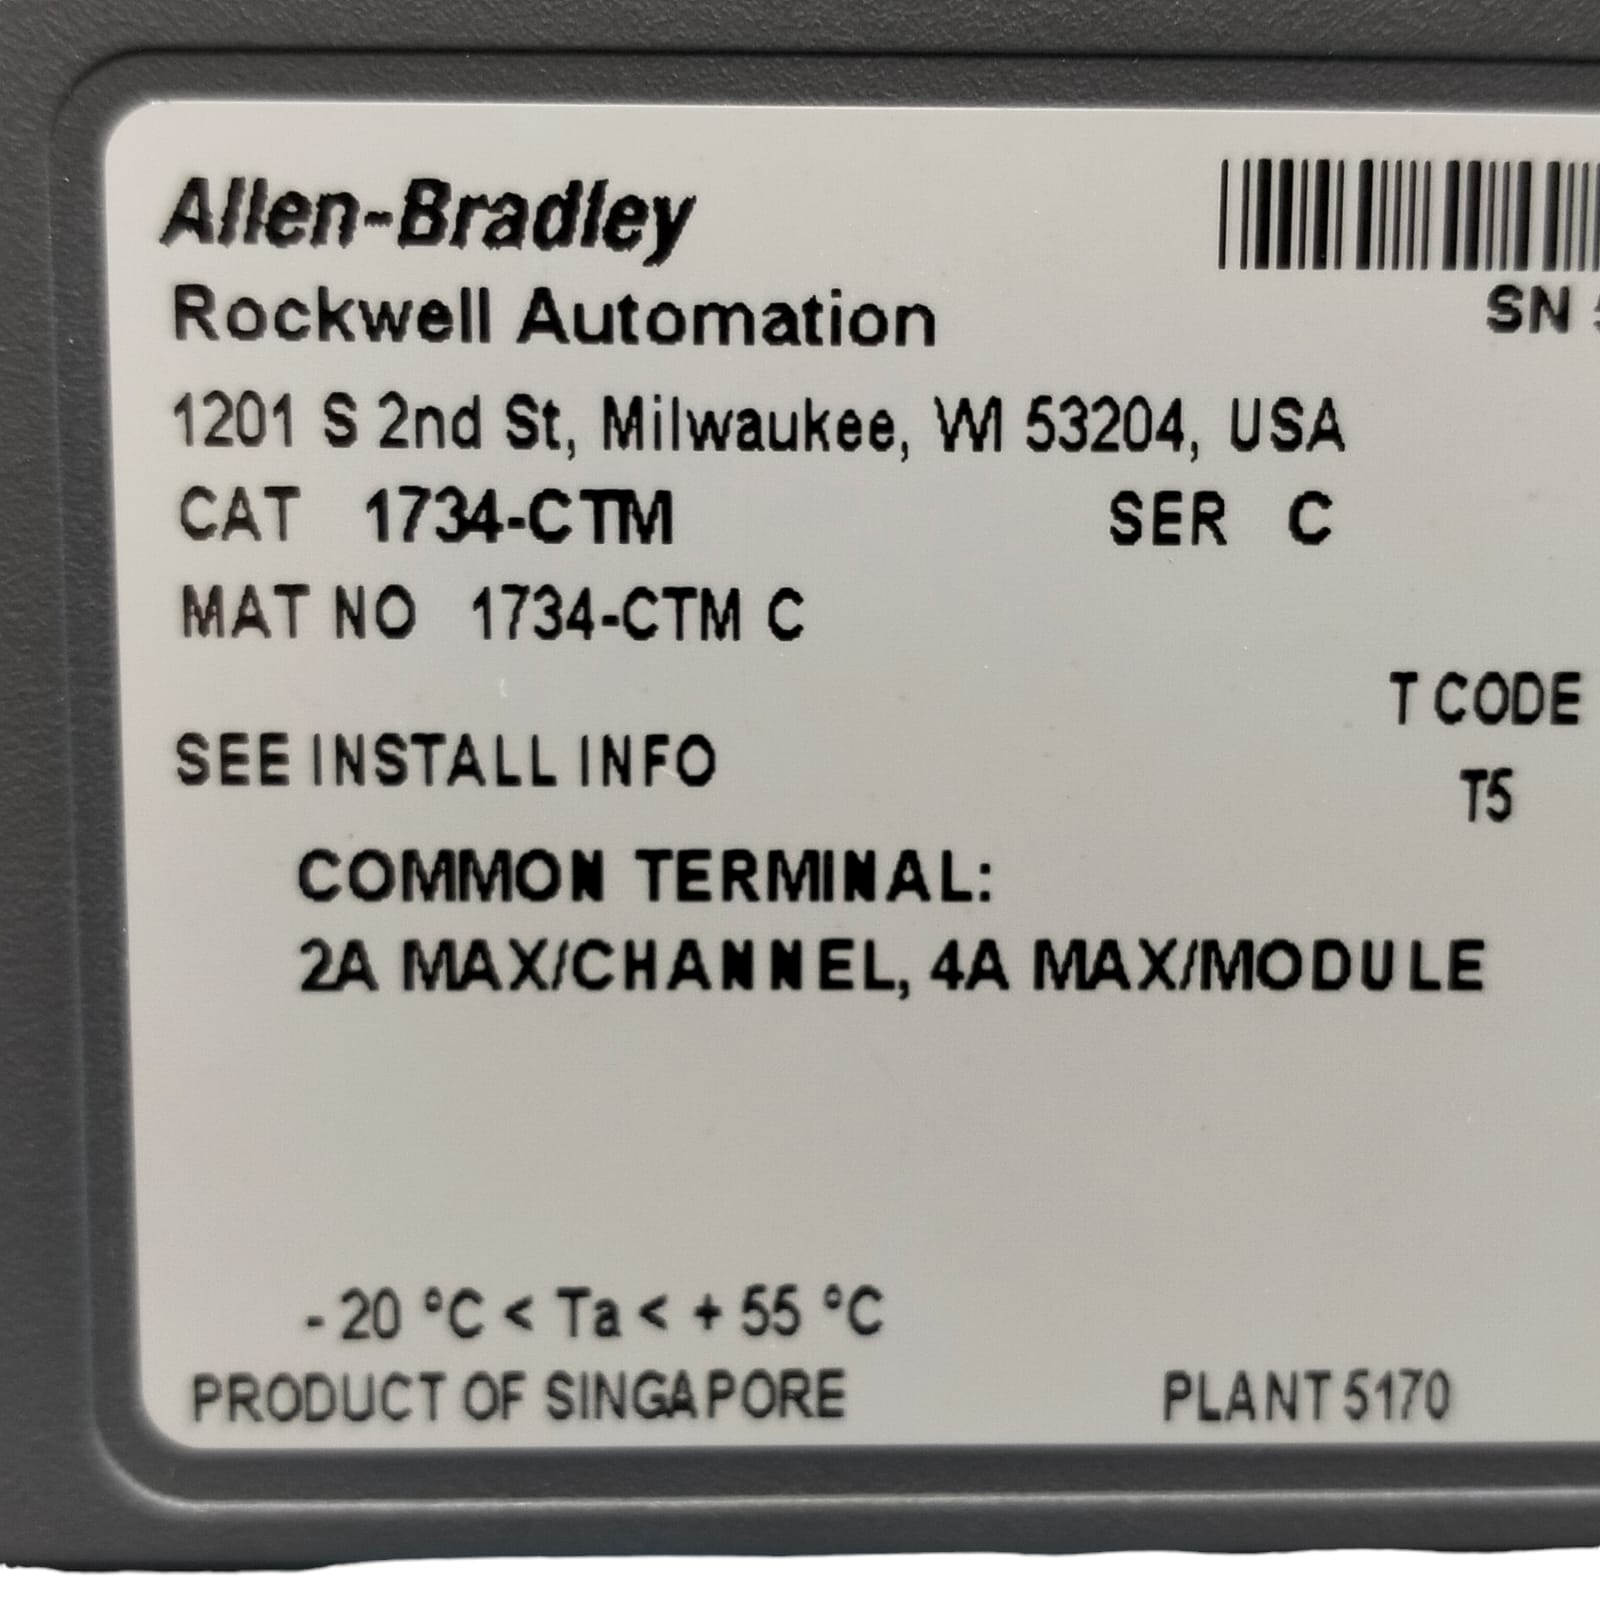 Allen-Bradley
Rockwell Automation
SN
1201 S 2nd St, Milwaukee, WI 53204, USA
CAT 1734-CTM SER C
MAT NO 1734-CTM C
T CODE
T5
SEE INSTALL INFO
COMMON TERMINAL:
2A MAX/CHANNEL, 4A MAX/MODULE
- 20 °C < Ta < + 55 °C
PRODUCT OF SINGAPORE PLANT 5170